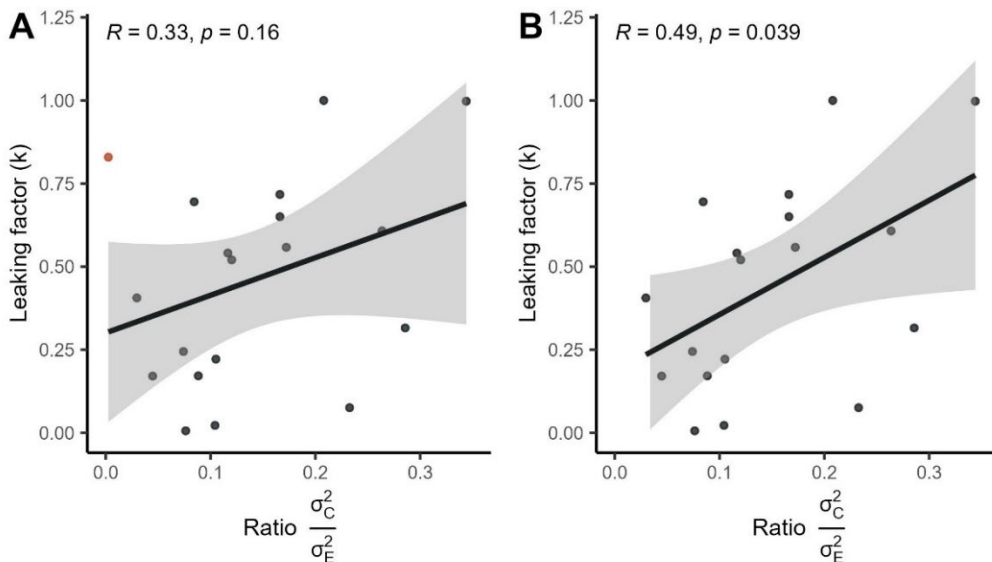 A
R = 0.33, p = 0.16
1.25
1.00
0.75
0.50
0.25
0.00
Leaking factor (k)
0.0 0.1 0.2 0.3
Ratio σ²C / σ²E
B
R = 0.49, p = 0.039
1.25
1.00
0.75
0.50
0.25
0.00
Leaking factor (k)
0.0 0.1 0.2 0.3
Ratio σ²C / σ²E